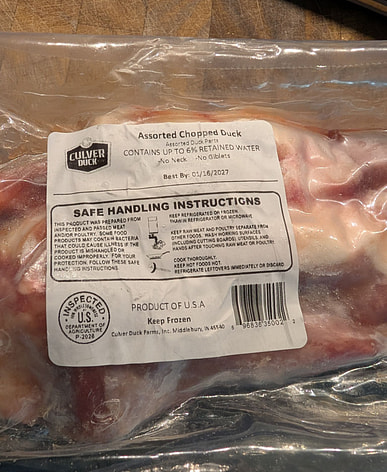 CULVER
DUCK
Assorted Chopped Duck
Assorted Duck Parts
CONTAINS UP TO 6% RETAINED WATER
-No Neck -No Giblets
Best By: 01/16/2027
SAFE HANDLING INSTRUCTIONS
THIS PRODUCT WAS PREPARED FROM
INSPECTED AND PASSED MEAT
AND/OR POULTRY. SOME FOOD
PRODUCTS MAY CONTAIN BACTERIA
THAT COULD CAUSE ILLNESS IF THE
PRODUCT IS MISHANDLED OR
COOKED IMPROPERLY. FOR YOUR
PROTECTION, FOLLOW THESE SAFE
HANDLING INSTRUCTIONS.
KEEP REFRIGERATED OR FROZEN.
THAW IN REFRIGERATOR OR MICROWAVE.
KEEP RAW MEAT AND POULTRY SEPARATE FROM
OTHER FOODS. WASH WORKING SURFACES
(INCLUDING CUTTING BOARDS), UTENSILS, AND
HANDS AFTER TOUCHING RAW MEAT OR POULTRY.
COOK THOROUGHLY.
KEEP HOT FOODS HOT.
REFRIGERATE LEFTOVERS IMMEDIATELY OR DISCARD.
INSPECTED
FOR WHOLESOMENESS
U.S.
DEPARTMENT OF
AGRICULTURE
P-2026
PRODUCT OF U.S.A
Keep Frozen
Culver Duck Farms, Inc. Middlebury, IN 46540